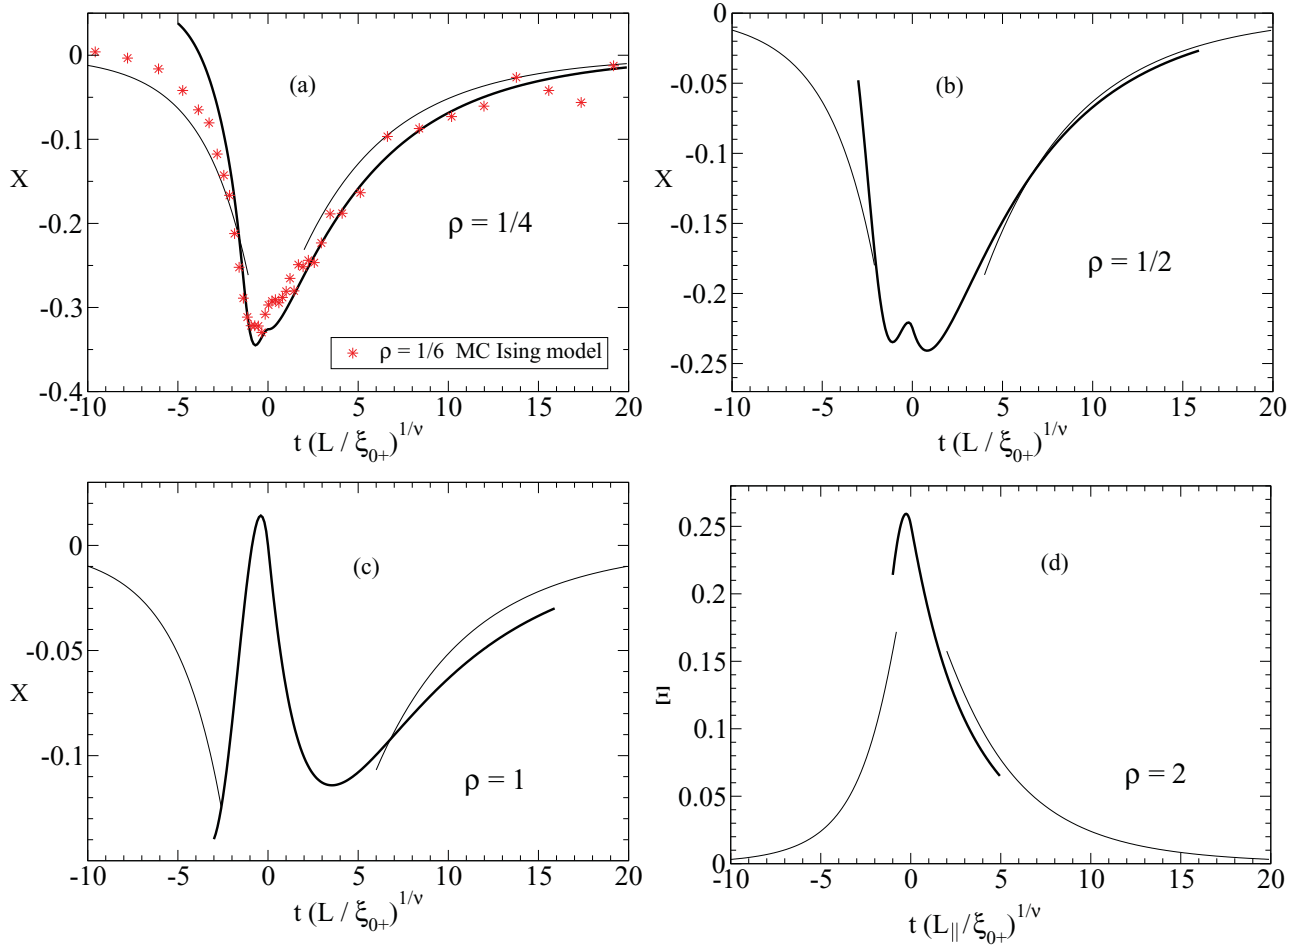 0
-0.1
-0.2
-0.3
-0.4
X
(a)
ρ = 1/4
ρ = 1/6 MC Ising model
-10 -5 0 5 10 15 20
t (L / ξ0+)^1/ν
0
-0.05
-0.1
-0.15
-0.2
-0.25
X
(b)
ρ = 1/2
-10 -5 0 5 10 15 20
t (L / ξ0+)^1/ν
0
-0.05
-0.1
X
(c)
ρ = 1
-10 -5 0 5 10 15 20
t (L / ξ0+)^1/ν
0.25
0.2
0.15
0.1
0.05
0
Ξ
(d)
ρ = 2
-10 -5 0 5 10 15 20
t (L||/ξ0+)^1/ν